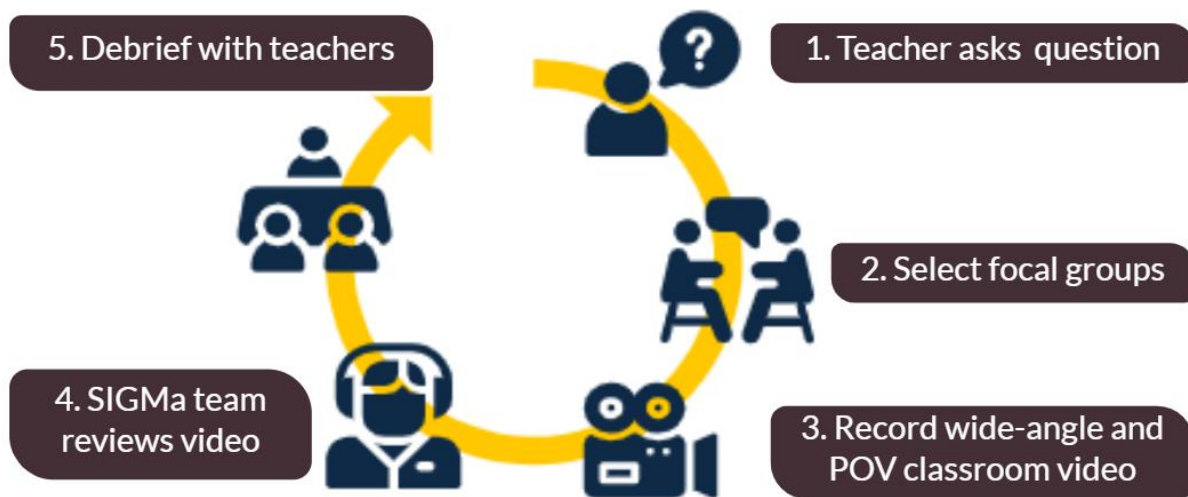 5. Debrief with teachers
?
1. Teacher asks question
2. Select focal groups
4. SIGMa team
reviews video
3. Record wide-angle and
POV classroom video